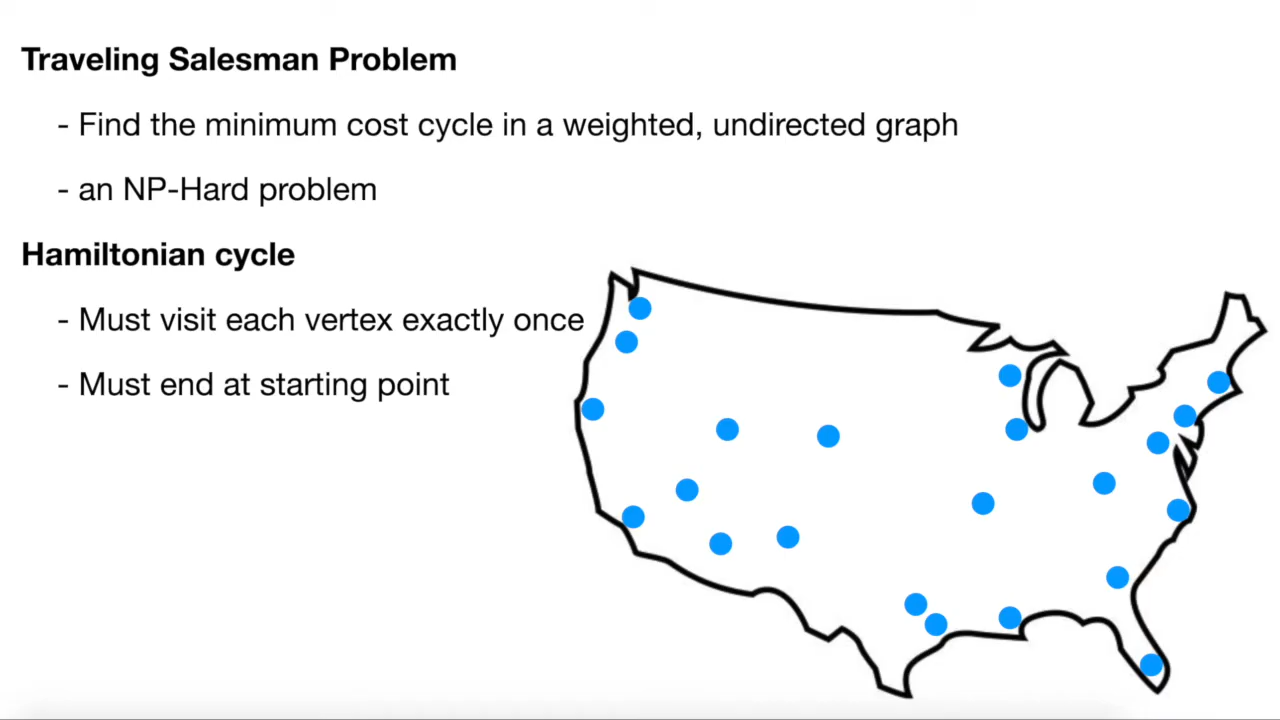 Traveling Salesman Problem
- Find the minimum cost cycle in a weighted, undirected graph
- an NP-Hard problem
Hamiltonian cycle
- Must visit each vertex exactly once
- Must end at starting point